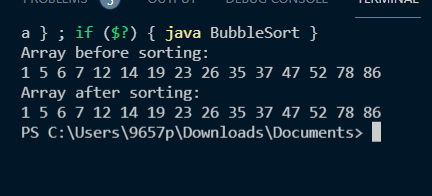 PROBLEMS 3 OUTPUT DEBUG CONSOLE TERMINAL
a } ; if ($?) { java BubbleSort }
Array before sorting:
1 5 6 7 12 14 19 23 26 35 37 47 52 78 86
Array after sorting:
1 5 6 7 12 14 19 23 26 35 37 47 52 78 86
PS C:\Users\9657p\Downloads\Documents>